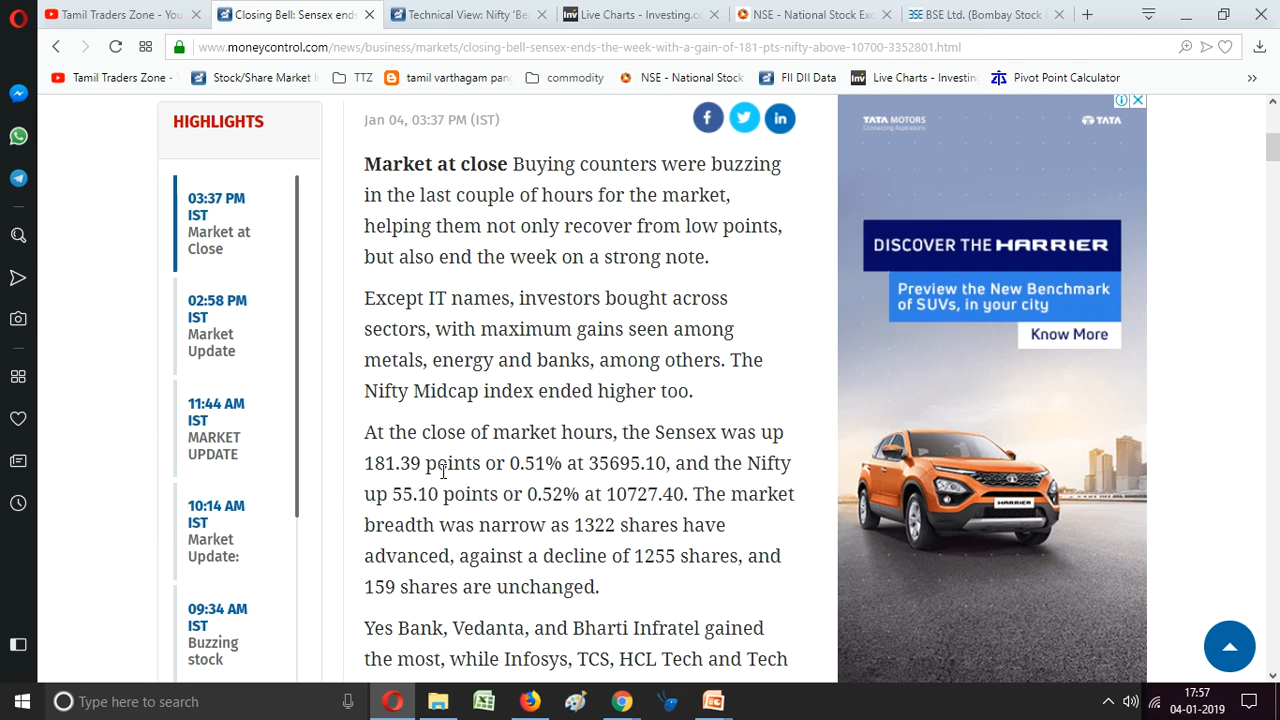 Tamil Traders Zone - You
Closing Bell: Sensex ends
Technical View: Nifty 'Be
Live Charts - Investing.co
NSE - National Stock Exc
BSE Ltd. (Bombay Stock
www.moneycontrol.com/news/business/markets/closing-bell-sensex-ends-the-week-with-a-gain-of-181-pts-nifty-above-10700-3352801.html
Tamil Traders Zone -
Stock/Share Market I
TTZ
tamil varthagam pan
commodity
NSE - National Stock
FII DII Data
Live Charts - Investin
Pivot Point Calculator
HIGHLIGHTS
03:37 PM
IST
Market at
Close
02:58 PM
IST
Market
Update
11:44 AM
IST
MARKET
UPDATE
10:14 AM
IST
Market
Update:
09:34 AM
IST
Buzzing
stock
Jan 04, 03:37 PM (IST)
Market at close Buying counters were buzzing
in the last couple of hours for the market,
helping them not only recover from low points,
but also end the week on a strong note.
Except IT names, investors bought across
sectors, with maximum gains seen among
metals, energy and banks, among others. The
Nifty Midcap index ended higher too.
At the close of market hours, the Sensex was up
181.39 points or 0.51% at 35695.10, and the Nifty
up 55.10 points or 0.52% at 10727.40. The market
breadth was narrow as 1322 shares have
advanced, against a decline of 1255 shares, and
159 shares are unchanged.
Yes Bank, Vedanta, and Bharti Infratel gained
the most, while Infosys, TCS, HCL Tech and Tech
TATA MOTORS
Connecting Aspirations
TATA
DISCOVER THE HARRIER
Preview the New Benchmark
of SUVs, in your city
Know More
HARRIER
Type here to search
17:57
04-01-2019